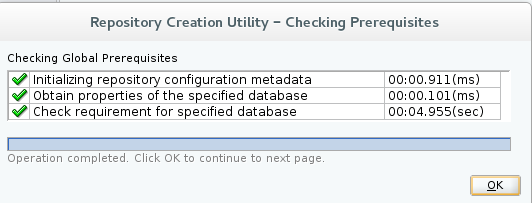 Repository Creation Utility – Checking Prerequisites
Checking Global Prerequisites
Initializing repository configuration metadata 00:00.911(ms)
Obtain properties of the specified database 00:00.101(ms)
Check requirement for specified database 00:04.955(sec)
Operation completed. Click OK to continue to next page.
OK